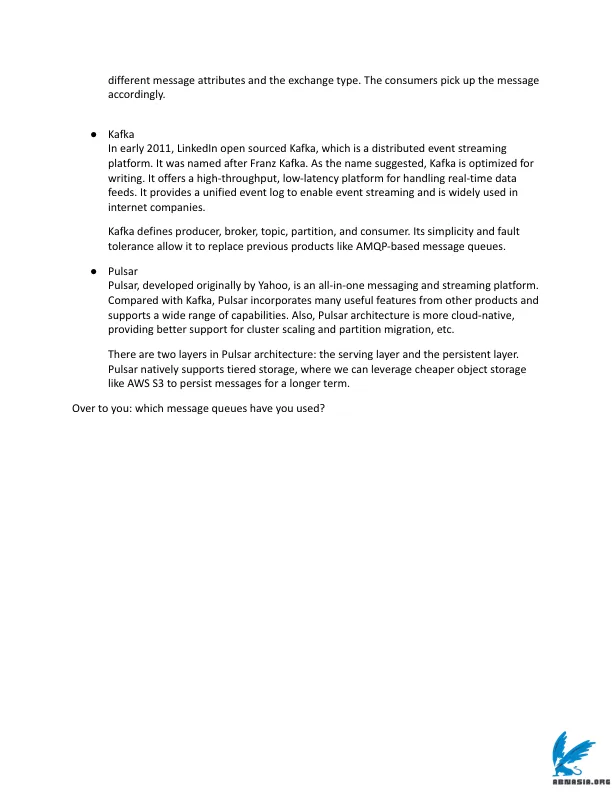 different message attributes and the exchange type. The consumers pick up the message
accordingly.
● Kafka
In early 2011, LinkedIn open sourced Kafka, which is a distributed event streaming
platform. It was named after Franz Kafka. As the name suggested, Kafka is optimized for
writing. It offers a high-throughput, low-latency platform for handling real-time data
feeds. It provides a unified event log to enable event streaming and is widely used in
internet companies.
Kafka defines producer, broker, topic, partition, and consumer. Its simplicity and fault
tolerance allow it to replace previous products like AMQP-based message queues.
● Pulsar
Pulsar, developed originally by Yahoo, is an all-in-one messaging and streaming platform.
Compared with Kafka, Pulsar incorporates many useful features from other products and
supports a wide range of capabilities. Also, Pulsar architecture is more cloud-native,
providing better support for cluster scaling and partition migration, etc.
There are two layers in Pulsar architecture: the serving layer and the persistent layer.
Pulsar natively supports tiered storage, where we can leverage cheaper object storage
like AWS S3 to persist messages for a longer term.
Over to you: which message queues have you used?
ABNASIA.ORG